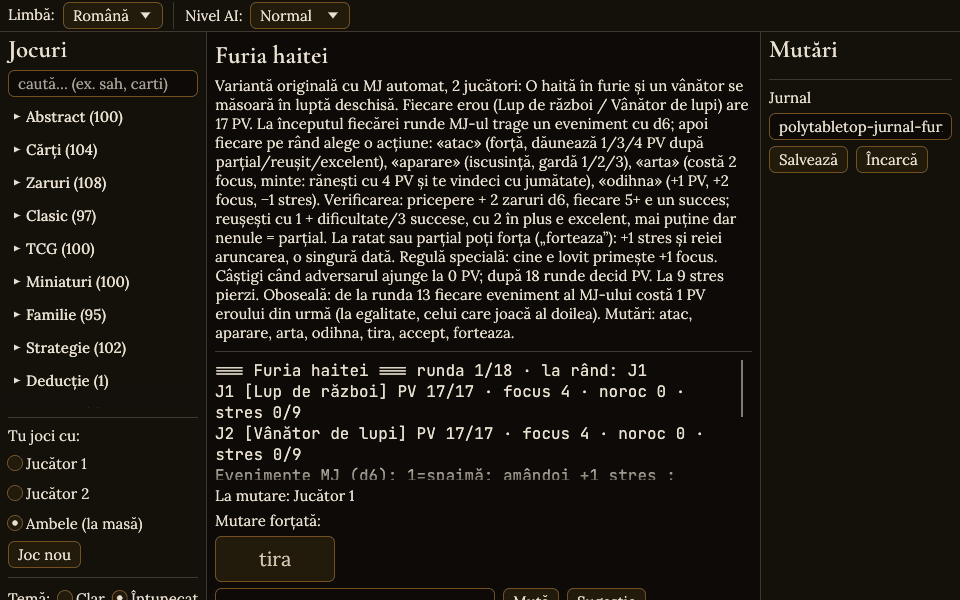 Limbă: Română ▼ Nivel AI: Normal ▼
Jocuri
caută... (ex. sah, carti)
▸ Abstract (100)
▸ Cărți (104)
▸ Zaruri (108)
▸ Clasic (97)
▸ TCG (100)
▸ Miniaturi (100)
▸ Familie (95)
▸ Strategie (102)
▸ Deducție (1)
Tu joci cu:
Jucător 1
Jucător 2
Ambele (la masă)
Joc nou
Temă: Clar Întunecat
Furia haitei
Variantă originală cu MJ automat, 2 jucători: O haită în furie și un vânător se
măsoară în luptă deschisă. Fiecare erou (Lup de război / Vânător de lupi) are
17 PV. La începutul fiecărei runde MJ-ul trage un eveniment cu d6; apoi
fiecare pe rând alege o acțiune: «atac» (forță, dăunează 1/3/4 PV după
parțial/reușit/excelent), «aparare» (iscusință, gardă 1/2/3), «arta» (costă 2
focus, minte: rănești cu 4 PV și te vindeci cu jumătate), «odihna» (+1 PV, +2
focus, −1 stres). Verificarea: pricepere + 2 zaruri d6, fiecare 5+ e un succes;
reușești cu 1 + dificultate/3 succese, cu 2 în plus e excelent, mai puține dar
nenule = parțial. La ratat sau parțial poți forța („forteaza”): +1 stres și reiei
aruncarea, o singură dată. Regulă specială: cine e lovit primește +1 focus.
Câștigi când adversarul ajunge la 0 PV; după 18 runde decid PV. La 9 stres
pierzi. Oboseală: de la runda 13 fiecare eveniment al MJ-ului costă 1 PV
eroului din urmă (la egalitate, celui care joacă al doilea). Mutări: atac,
aparare, arta, odihna, tira, accept, forteaza.
=== Furia haitei === runda 1/18 · la rând: J1
J1 [Lup de război] PV 17/17 · focus 4 · noroc 0 ·
stres 0/9
J2 [Vânător de lupi] PV 17/17 · focus 4 · noroc 0 ·
stres 0/9
Evenimente MJ (d6): 1=spaimă: amândoi +1 stres ;
La mutare: Jucător 1
Mutare forțată:
tira
Mută Sugestie
Mutări
Jurnal
polytabletop-jurnal-fur
Salvează Încarcă